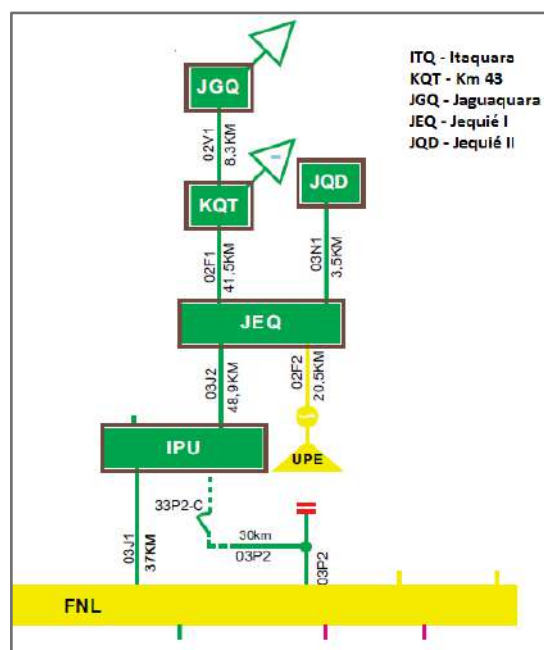 ITQ - Itaquara
KQT - Km 43
JGQ - Jaguaquara
JEQ - Jequié I
JQD - Jequié II
JGQ
02V1
8.3KM
KQT
JQD
02F1
41,5KM
03N1
3,5KM
JEQ
03J2
48,9KM
02F2
20,5KM
IPU
UPE
33P2-C
30km
03P2
03J1
37KM
03P2
FNL